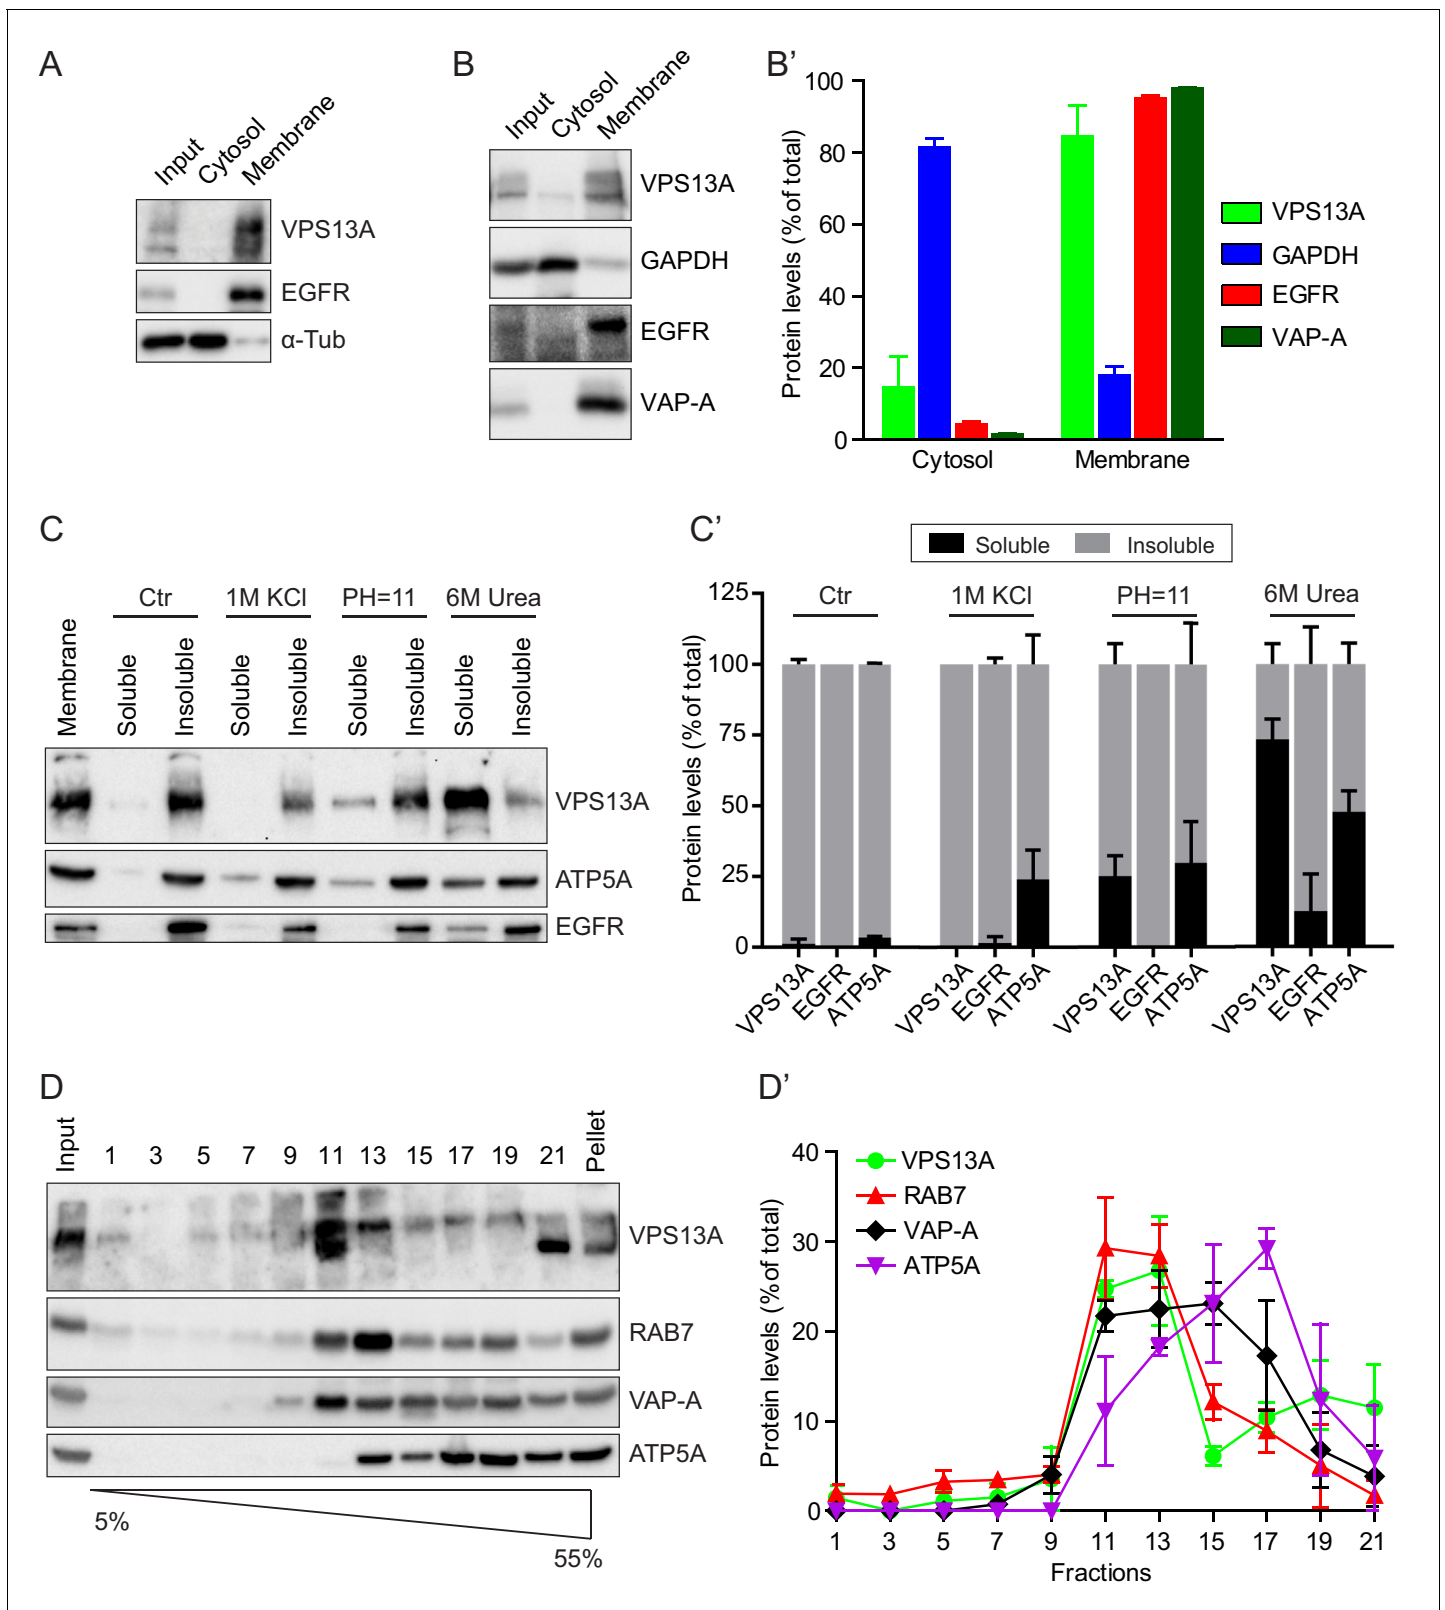 A
Input
Cytosol
Membrane
VPS13A
EGFR
α-Tub
B
Input
Cytosol
Membrane
VPS13A
GAPDH
EGFR
VAP-A
B'
Protein levels (% of total)
100
80
60
40
20
0
Cytosol
Membrane
VPS13A
GAPDH
EGFR
VAP-A
C
Ctr
1M KCl
PH=11
6M Urea
Membrane
Soluble
Insoluble
Soluble
Insoluble
Soluble
Insoluble
Soluble
Insoluble
VPS13A
ATP5A
EGFR
C'
Soluble
Insoluble
Protein levels (% of total)
125
100
75
50
25
0
Ctr
1M KCl
PH=11
6M Urea
VPS13A
EGFR
ATP5A
VPS13A
EGFR
ATP5A
VPS13A
EGFR
ATP5A
VPS13A
EGFR
ATP5A
D
Input
1 3 5 7 9 11 13 15 17 19 21
Pellet
VPS13A
RAB7
VAP-A
ATP5A
5%
55%
D'
Protein levels (% of total)
40
30
20
10
0
VPS13A
RAB7
VAP-A
ATP5A
1 3 5 7 9 11 13 15 17 19 21
Fractions